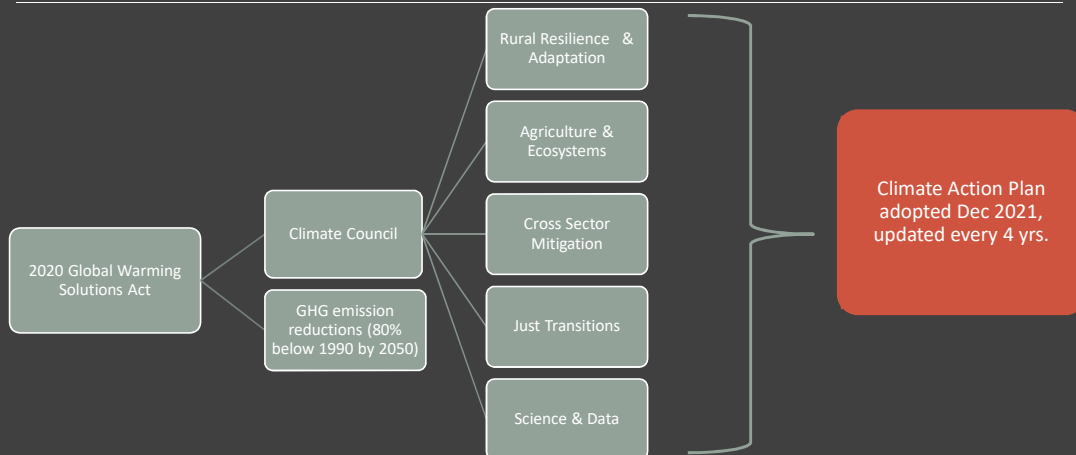 2020 Global Warming
Solutions Act
Climate Council
GHG emission
reductions (80%
below 1990 by 2050)
Rural Resilience &
Adaptation
Agriculture &
Ecosystems
Cross Sector
Mitigation
Just Transitions
Science & Data
Climate Action Plan
adopted Dec 2021,
updated every 4 yrs.